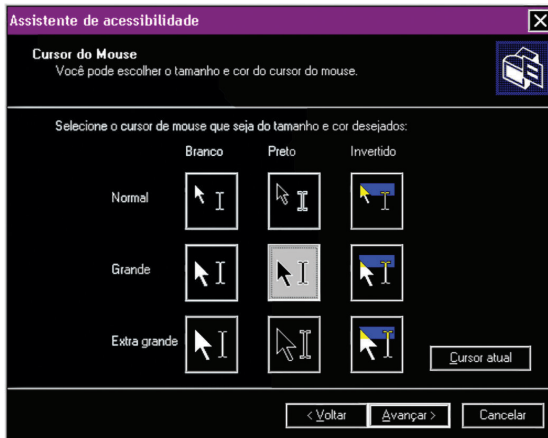 Assistente de acessibilidade
Cursor do Mouse
Você pode escolher o tamanho e cor do cursor do mouse.
Selecione o cursor de mouse que seja do tamanho e cor desejados:
Branco Preto Invertido
Normal
Grande
Extra grande
Cursor atual
< Voltar Avançar > Cancelar